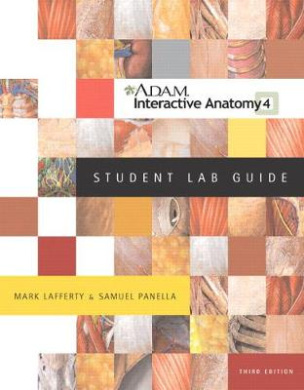 A.D.A.M.
Interactive Anatomy 4
STUDENT LAB GUIDE
MARK LAFFERTY & SAMUEL PANELLA
THIRD EDITION